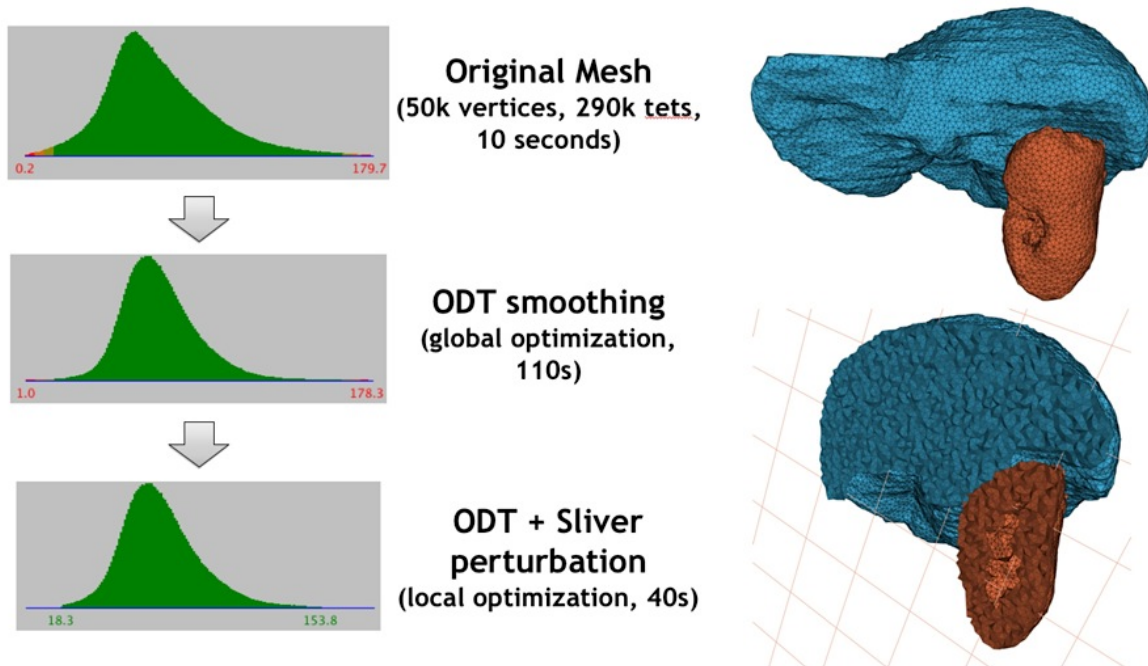 Original Mesh
(50k vertices, 290k tets,
10 seconds)
0.2
179.7
ODT smoothing
(global optimization,
110s)
1.0
178.3
ODT + Sliver
perturbation
(local optimization, 40s)
18.3
153.8